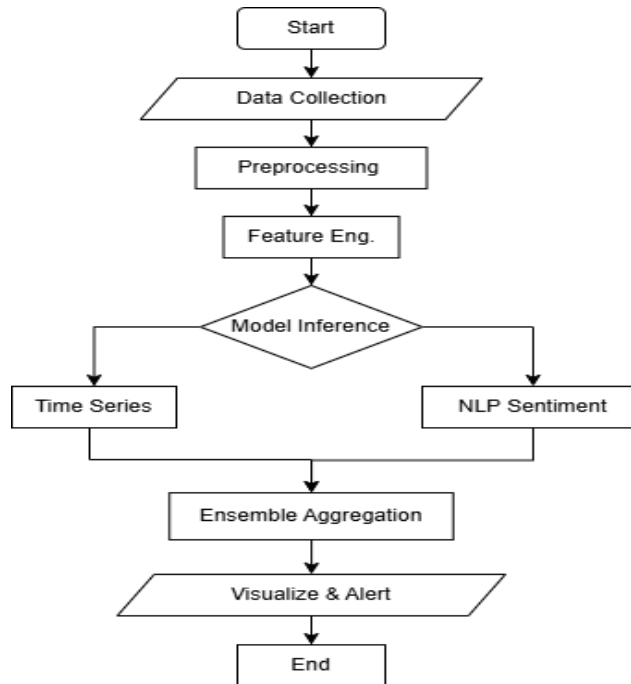 Start
Data Collection
Preprocessing
Feature Eng.
Model Inference
Time Series
NLP Sentiment
Ensemble Aggregation
Visualize & Alert
End